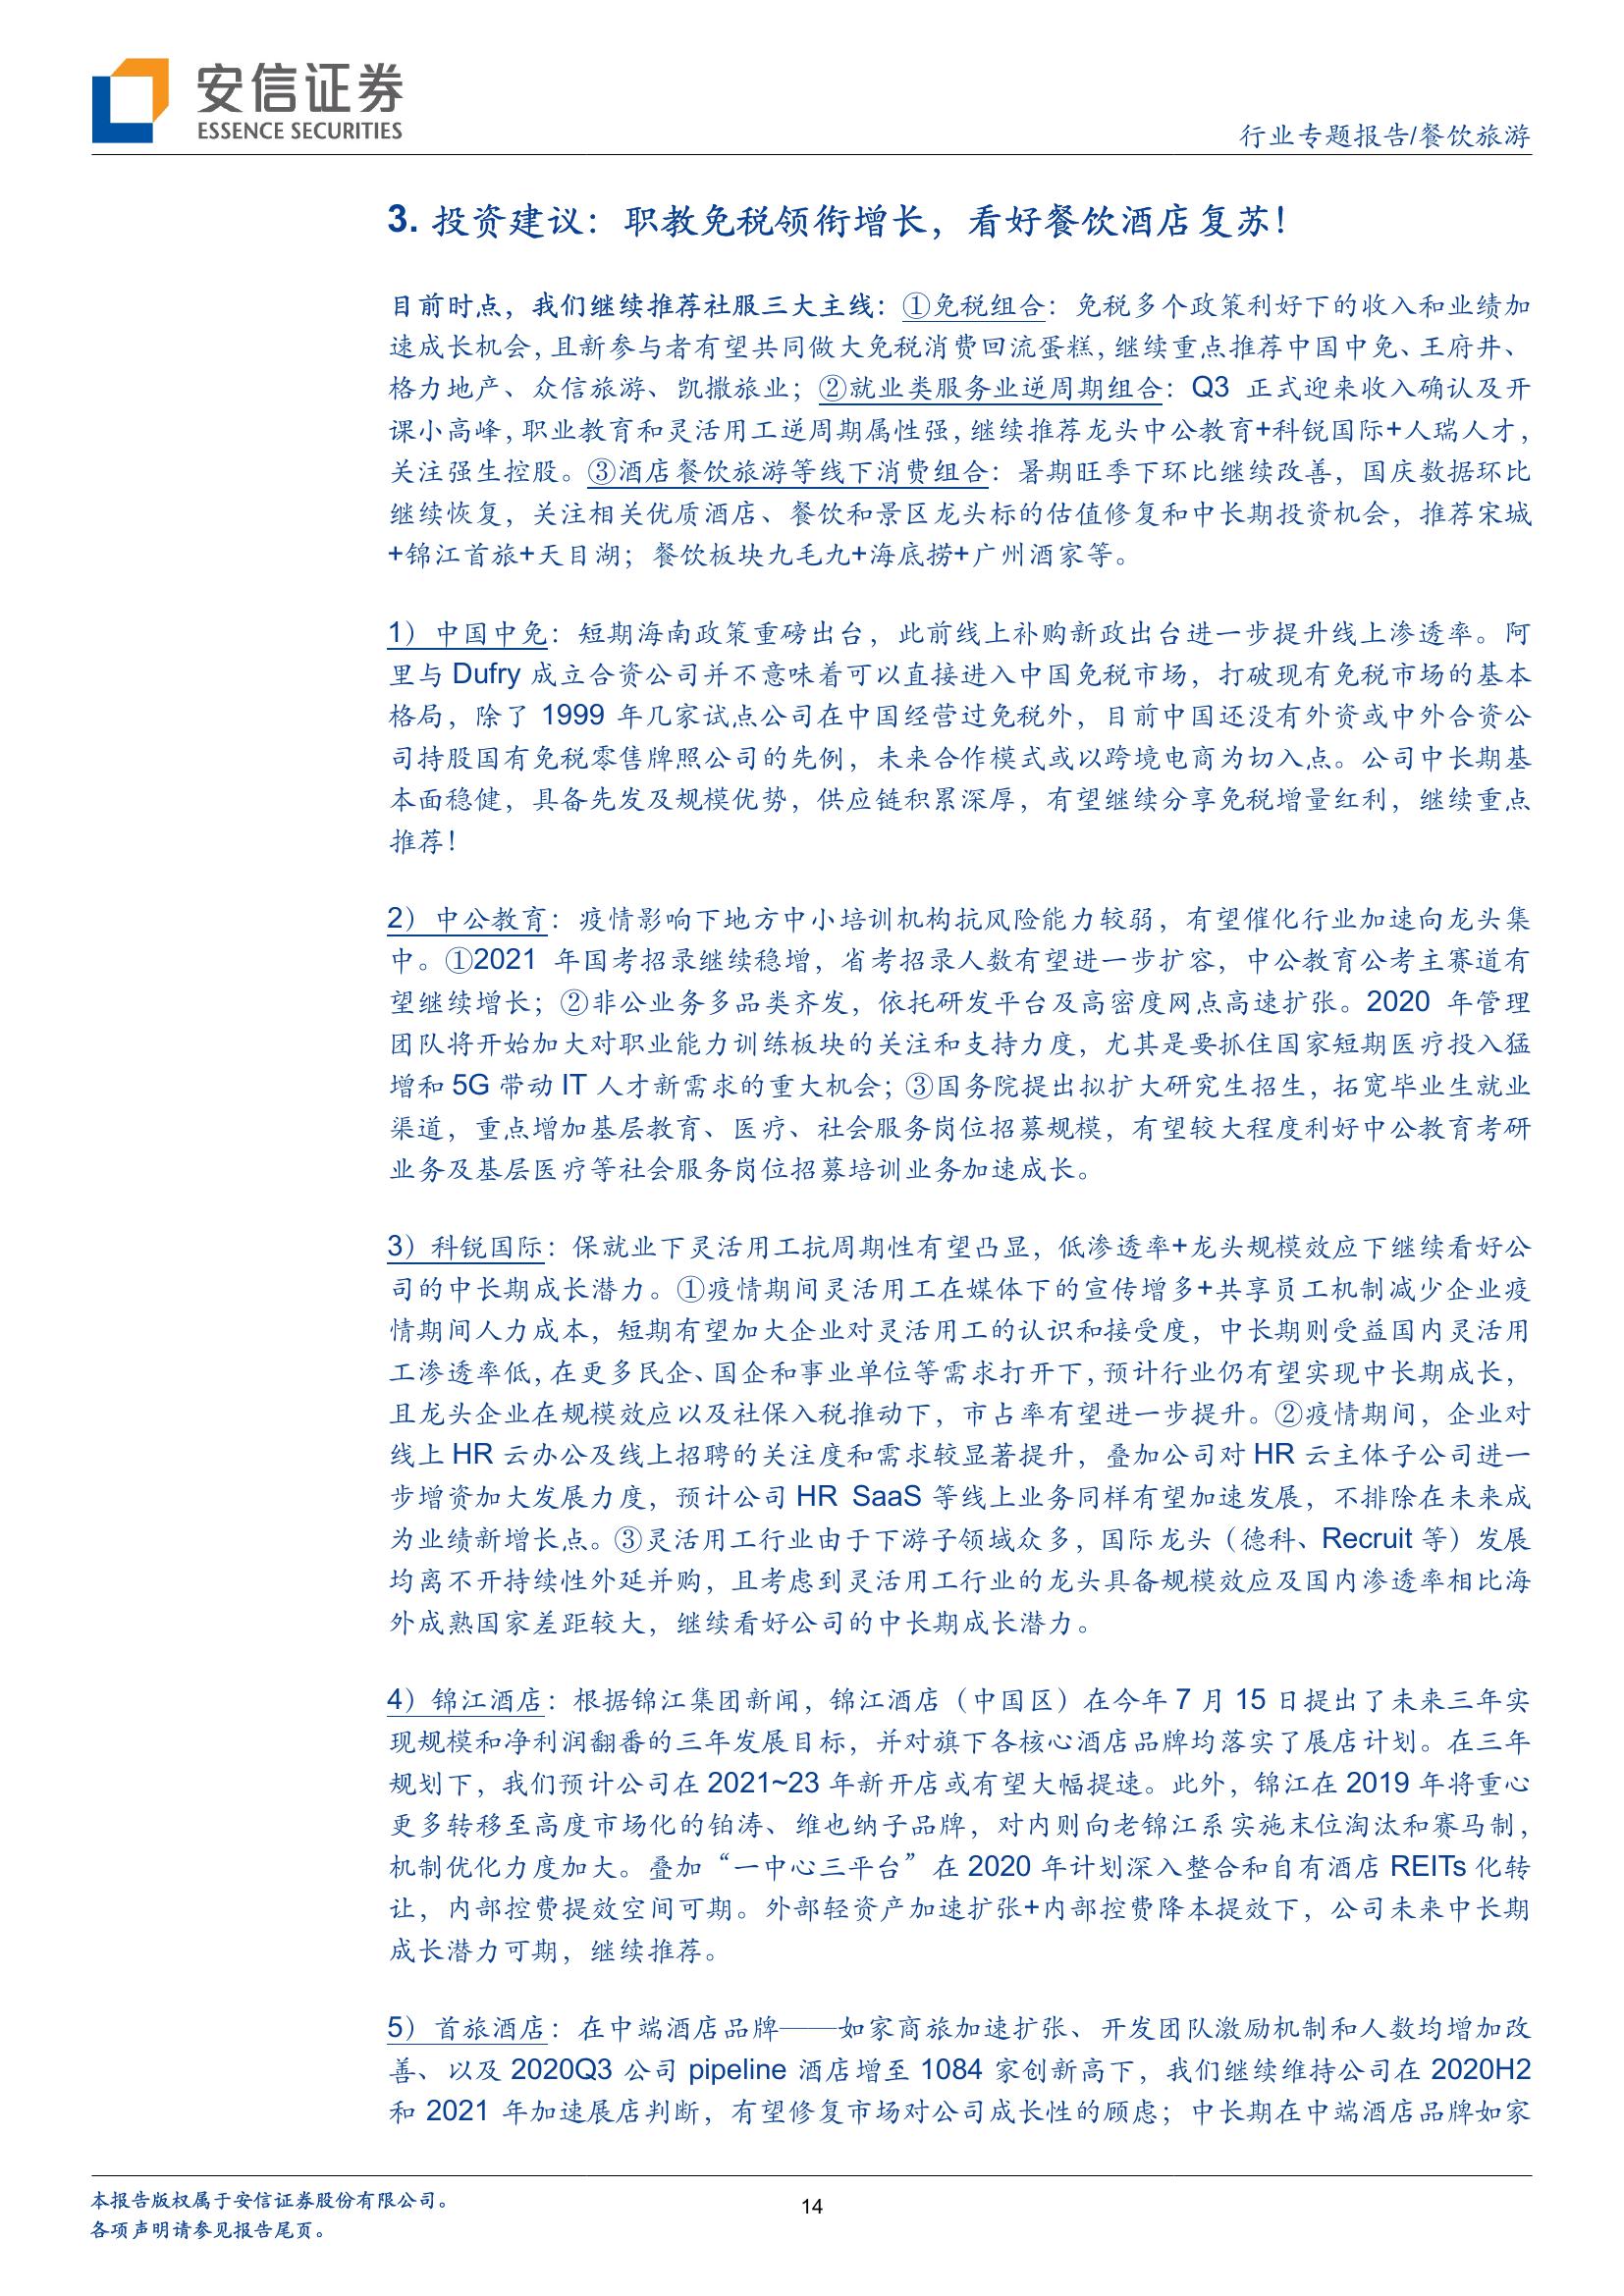 安信证券
ESSENCE SECURITIES
行业专题报告/餐饮旅游
3. 投资建议：职教免税领衔增长，看好餐饮酒店复苏！
目前时点，我们继续推荐社服三大主线：①免税组合：免税多个政策利好下的收入和业绩加
速成长机会，且新参与者有望共同做大免税消费回流蛋糕，继续重点推荐中国中免、王府井、
格力地产、众信旅游、凯撒旅业；②就业类服务业逆周期组合：Q3 正式迎来收入确认及开
课小高峰，职业教育和灵活用工逆周期属性强，继续推荐龙头中公教育+科锐国际+人瑞人才，
关注强生控股。③酒店餐饮旅游等线下消费组合：暑期旺季下环比继续改善，国庆数据环比
继续恢复，关注相关优质酒店、餐饮和景区龙头标的估值修复和中长期投资机会，推荐宋城
+锦江首旅+天目湖；餐饮板块九毛九+海底捞+广州酒家等。
1）中国中免：短期海南政策重磅出台，此前线上补购新政出台进一步提升线上渗透率。阿
里与 Dufry 成立合资公司并不意味着可以直接进入中国免税市场，打破现有免税市场的基本
格局，除了 1999 年几家试点公司在中国经营过免税外，目前中国还没有外资或中外合资公
司持股国有免税零售牌照公司的先例，未来合作模式或以跨境电商为切入点。公司中长期基
本面稳健，具备先发及规模优势，供应链积累深厚，有望继续分享免税增量红利，继续重点
推荐！
2）中公教育：疫情影响下地方中小培训机构抗风险能力较弱，有望催化行业加速向龙头集
中。①2021 年国考招录继续稳增，省考招录人数有望进一步扩容，中公教育公考主赛道有
望继续增长；②非公业务多品类齐发，依托研发平台及高密度网点高速扩张。2020 年管理
团队将开始加大对职业能力训练板块的关注和支持力度，尤其是要抓住国家短期医疗投入猛
增和 5G 带动 IT 人才新需求的重大机会；③国务院提出拟扩大研究生招生，拓宽毕业生就业
渠道，重点增加基层教育、医疗、社会服务岗位招募规模，有望较大程度利好中公教育考研
业务及基层医疗等社会服务岗位招募培训业务加速成长。
3）科锐国际：保就业下灵活用工抗周期性有望凸显，低渗透率+龙头规模效应下继续看好公
司的中长期成长潜力。①疫情期间灵活用工在媒体下的宣传增多+共享员工机制减少企业疫
情期间人力成本，短期有望加大企业对灵活用工的认识和接受度，中长期则受益国内灵活用
工渗透率低，在更多民企、国企和事业单位等需求打开下，预计行业仍有望实现中长期成长，
且龙头企业在规模效应以及社保入税推动下，市占率有望进一步提升。②疫情期间，企业对
线上 HR 云办公及线上招聘的关注度和需求较显著提升，叠加公司对 HR 云主体子公司进一
步增资加大发展力度，预计公司 HR SaaS 等线上业务同样有望加速发展，不排除在未来成
为业绩新增长点。③灵活用工行业由于下游子领域众多，国际龙头（德科、Recruit 等）发展
均离不开持续性外延并购，且考虑到灵活用工行业的龙头具备规模效应及国内渗透率相比海
外成熟国家差距较大，继续看好公司的中长期成长潜力。
4）锦江酒店：根据锦江集团新闻，锦江酒店（中国区）在今年 7 月 15 日提出了未来三年实
现规模和净利润翻番的三年发展目标，并对旗下各核心酒店品牌均落实了展店计划。在三年
规划下，我们预计公司在 2021~23 年新开店或有望大幅提速。此外，锦江在 2019 年将重心
更多转移至高度市场化的铂涛、维也纳子品牌，对内则向老锦江系实施末位淘汰和赛马制，
机制优化力度加大。叠加“一中心三平台”在 2020 年计划深入整合和自有酒店 REITs 化转
让，内部控费提效空间可期。外部轻资产加速扩张+内部控费降本提效下，公司未来中长期
成长潜力可期，继续推荐。
5）首旅酒店：在中端酒店品牌——如家商旅加速扩张、开发团队激励机制和人数均增加改
善、以及 2020Q3 公司 pipeline 酒店增至 1084 家创新高下，我们继续维持公司在 2020H2
和 2021 年加速展店判断，有望修复市场对公司成长性的顾虑；中长期在中端酒店品牌如家
本报告版权属于安信证券股份有限公司。
各项声明请参见报告尾页。
14